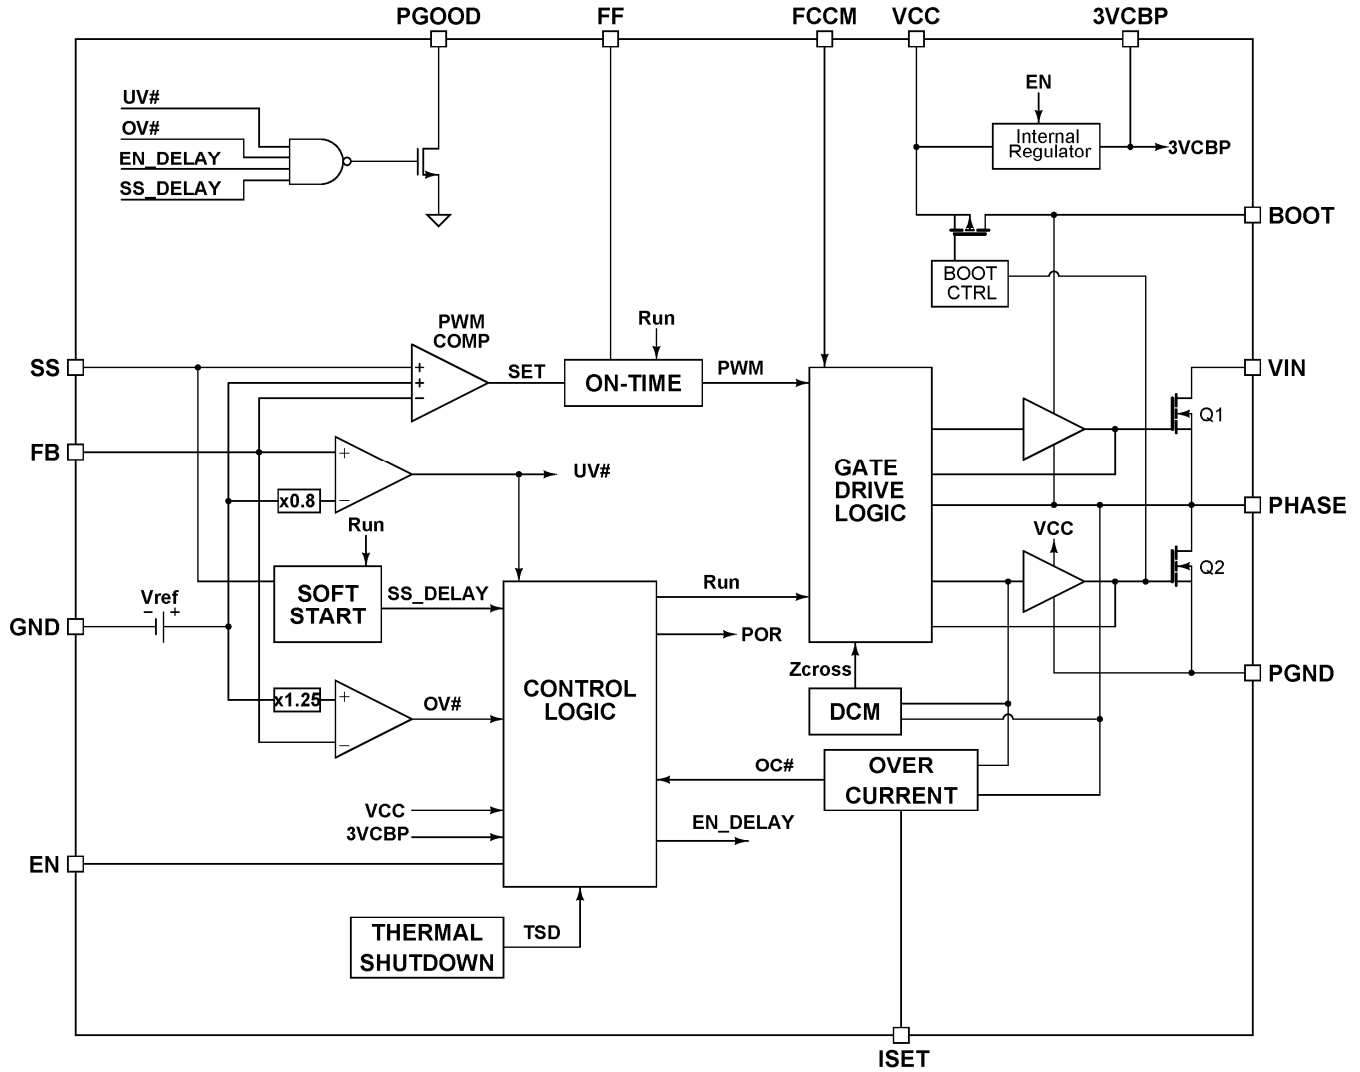 PGOOD FF FCCM VCC 3VCBP
UV#
OV#
EN_DELAY
SS_DELAY
EN
Internal
Regulator
3VCBP
BOOT
BOOT
CTRL
Run
PWM
COMP
SS
SET
ON-TIME
PWM
VIN
Q1
FB
+
+
−
+
−
x0.8
UV#
GATE
DRIVE
LOGIC
PHASE
VCC
Q2
Run
SOFT
START
SS_DELAY
Run
POR
Vref
− +
GND
Zcross
DCM
PGND
x1.25
+
−
OV#
CONTROL
LOGIC
OC#
OVER
CURRENT
VCC
3VCBP
EN_DELAY
EN
THERMAL
SHUTDOWN
TSD
ISET